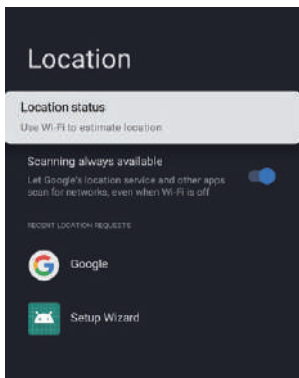 Location
Location status
Use Wi-Fi to estimate location
Scanning always available
Let Google's location service and other apps
scan for networks, even when Wi-Fi is off
RECENT LOCATION REQUESTS
Google
Setup Wizard